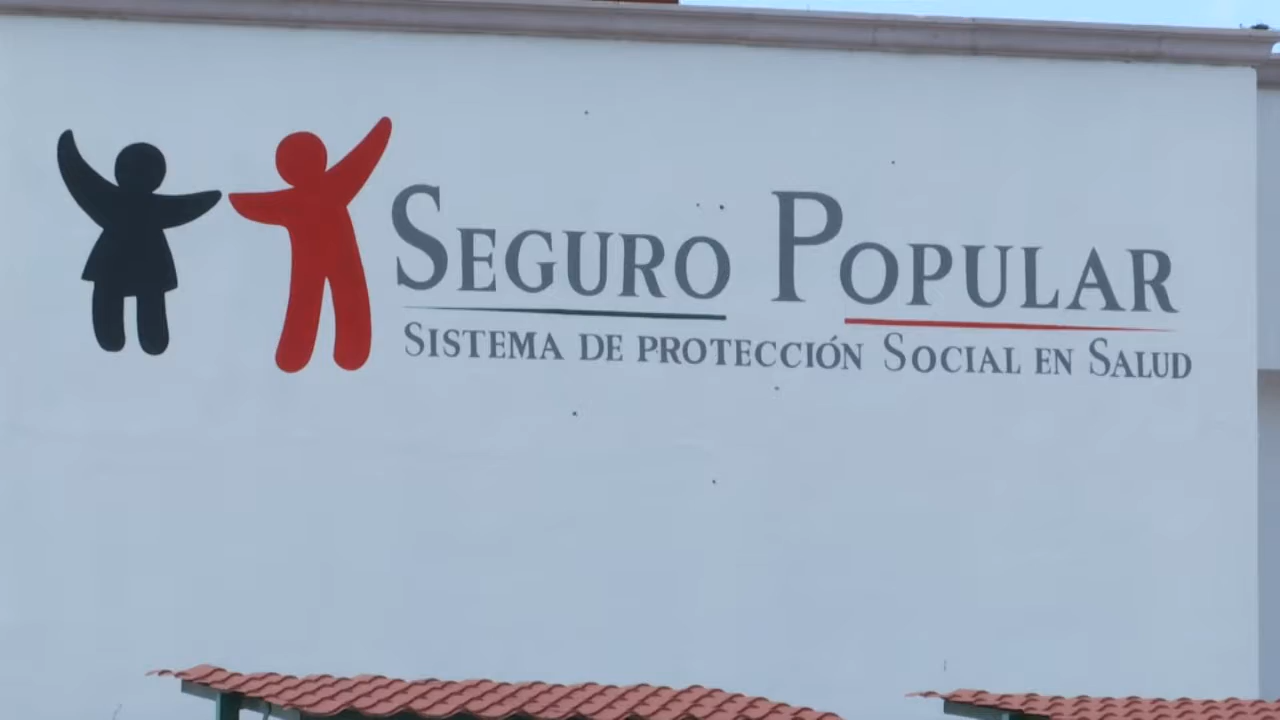 SEGURO POPULAR
SISTEMA DE PROTECCIÓN SOCIAL EN SALUD